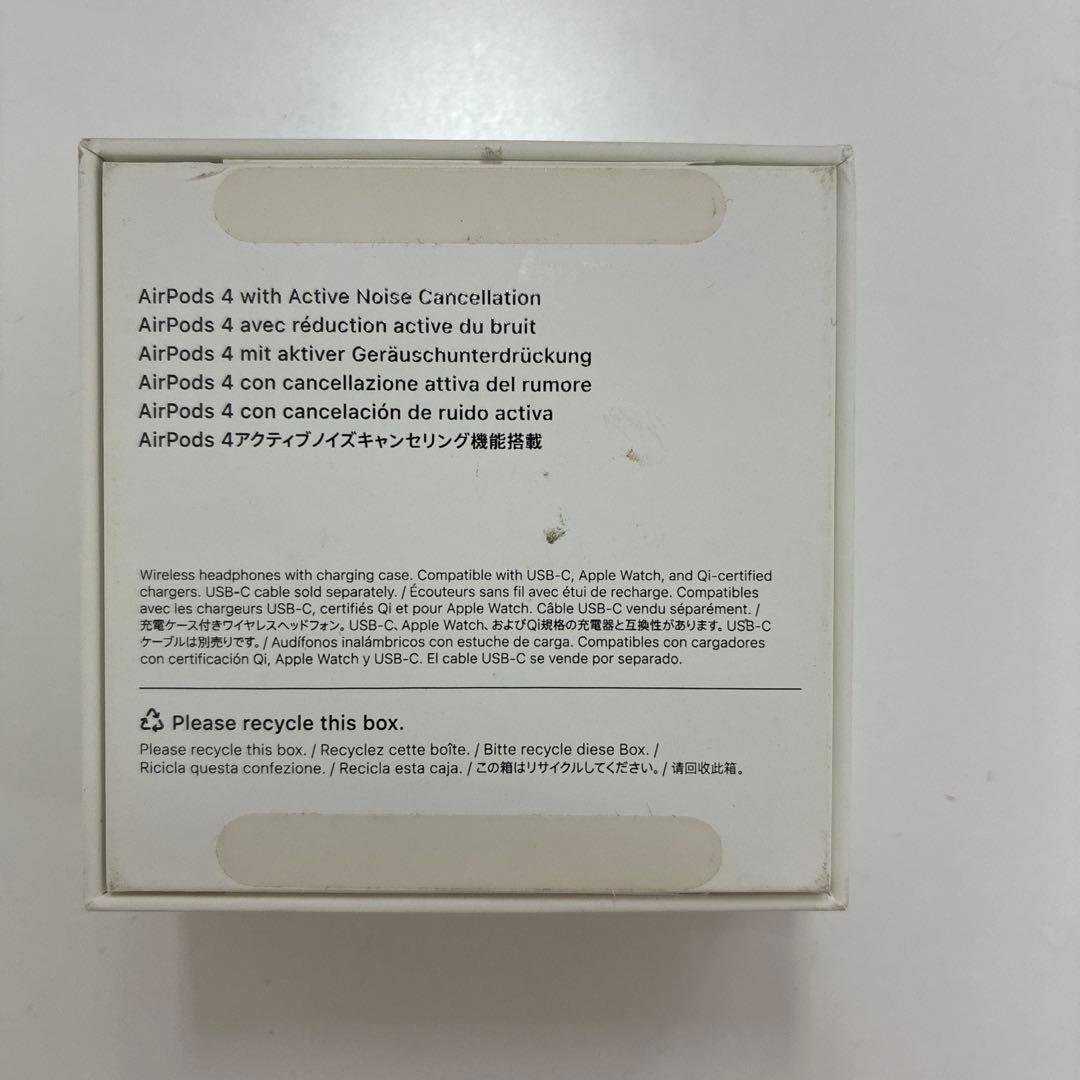 AirPods 4 with Active Noise Cancellation
AirPods 4 avec réduction active du bruit
AirPods 4 mit aktiver Geräuschunterdrückung
AirPods 4 con cancellazione attiva del rumore
AirPods 4 con cancelación de ruido activa
AirPods 4アクティブノイズキャンセリング機能搭載
Wireless headphones with charging case. Compatible with USB-C, Apple Watch, and Qi-certified
chargers. USB-C cable sold separately. / Écouteurs sans fil avec étui de recharge. Compatibles
avec les chargeurs USB-C, certifiés Qi et pour Apple Watch. Câble USB-C vendu séparément. /
充電ケース付きワイヤレスヘッドフォン。USB-C、Apple Watch、およびQi規格の充電器と互換性があります。USB-C
ケーブルは別売りです。/ Audífonos inalámbricos con estuche de carga. Compatibles con cargadores
con certificación Qi, Apple Watch y USB-C. El cable USB-C se vende por separado.
Please recycle this box.
Please recycle this box. / Recyclez cette boîte. / Bitte recycle diese Box. /
Ricicla questa confezione. / Recicla esta caja. / この箱はリサイクルしてください。/ 请回收此箱。